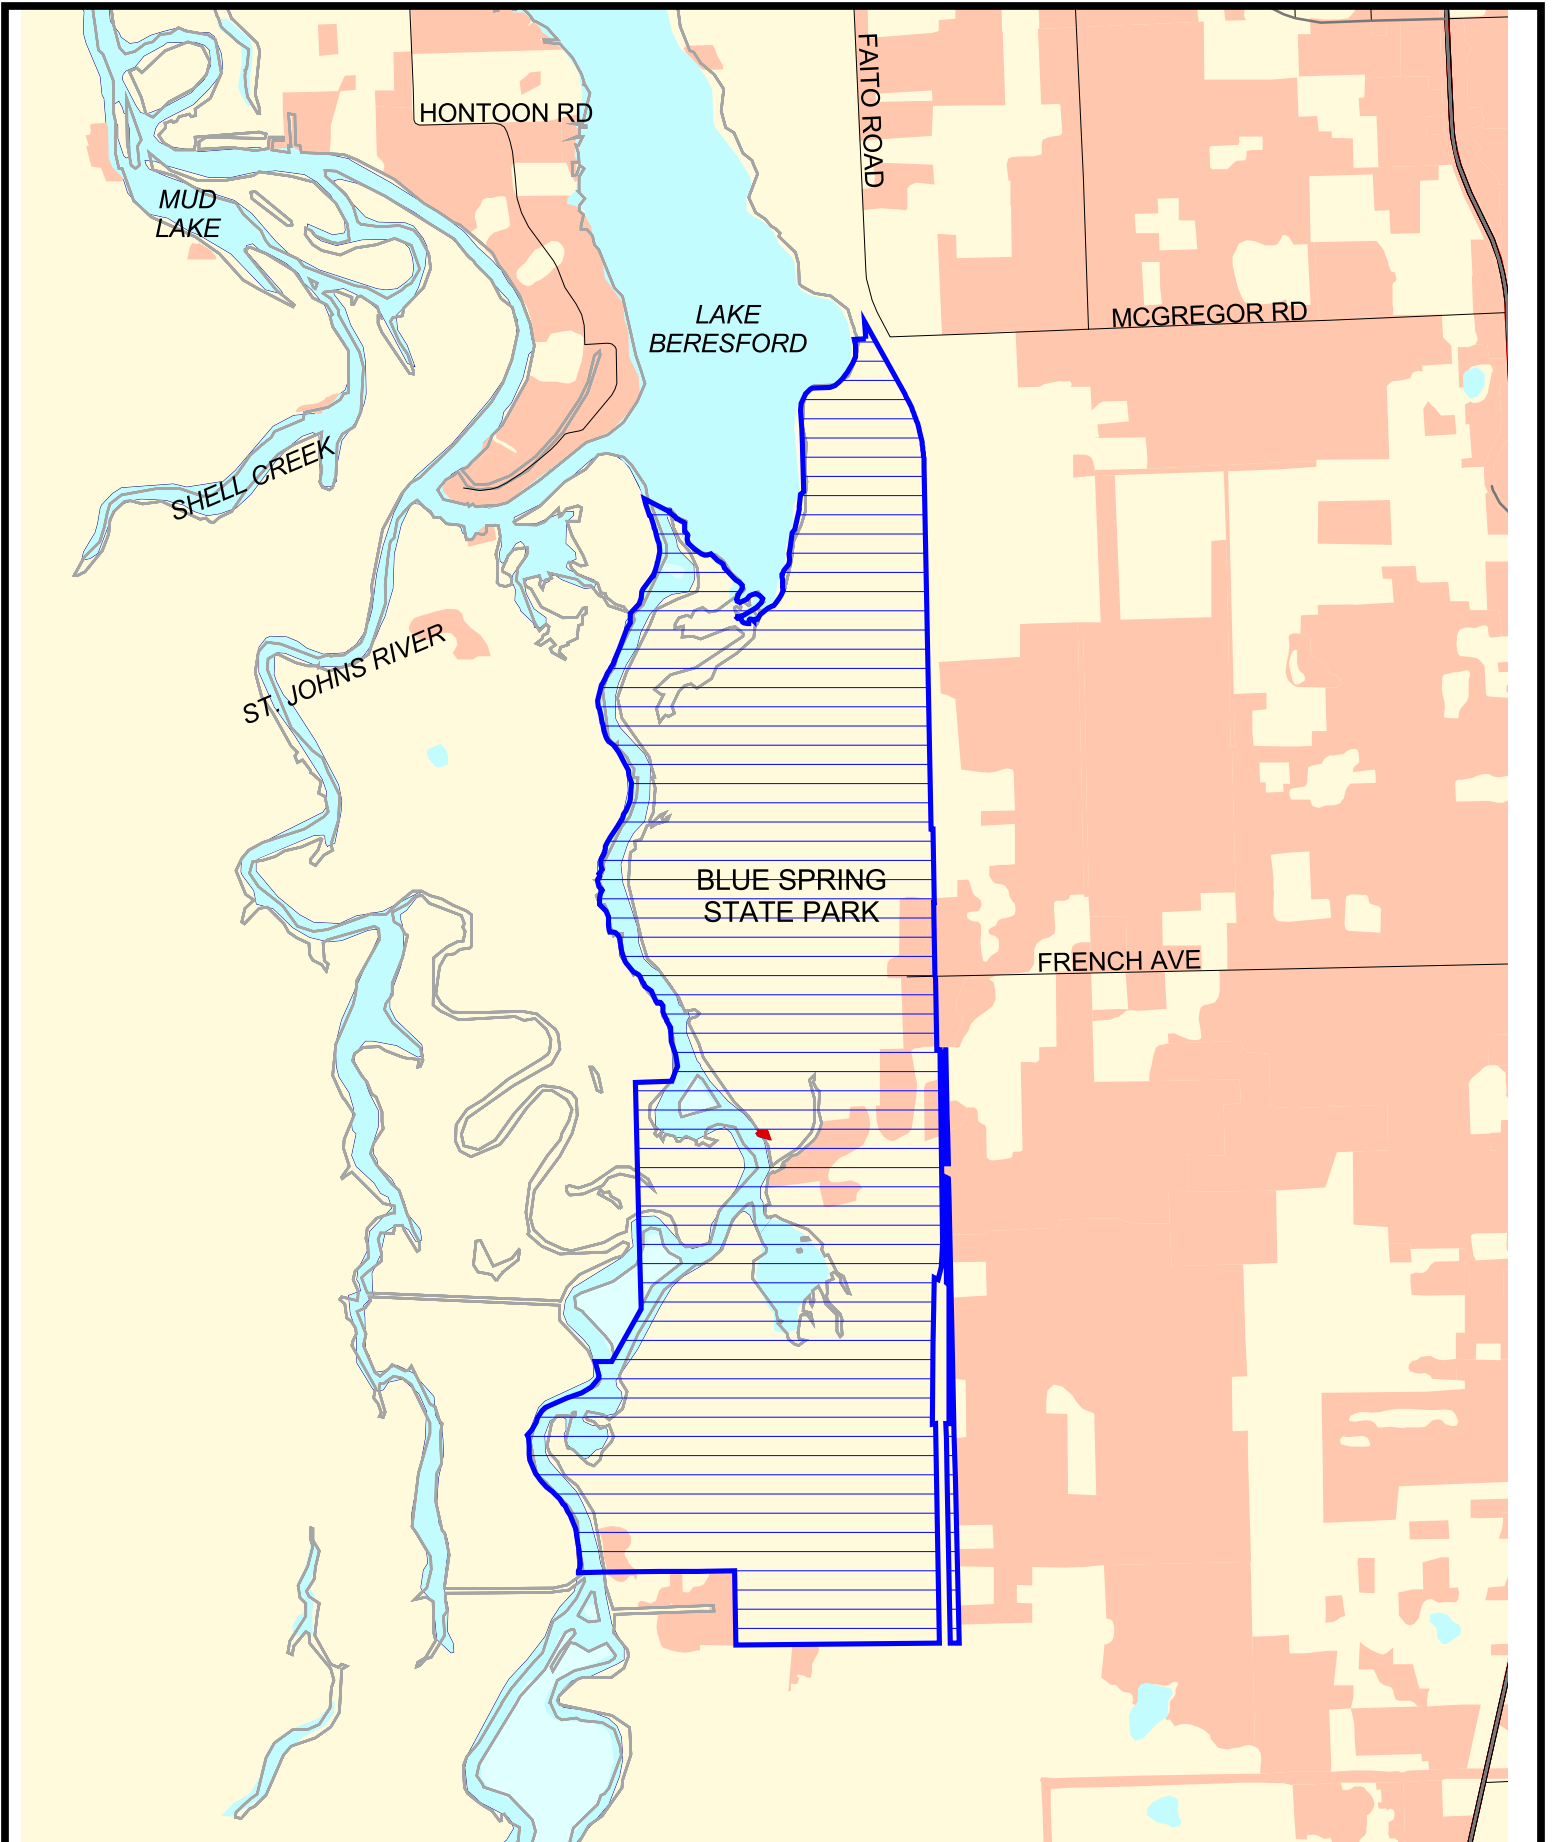 FAITO ROAD
HONTOON RD
MUD
LAKE
LAKE
BERESFORD
MCGREGOR RD
SHELL CREEK
ST. JOHNS RIVER
BLUE SPRING
STATE PARK
FRENCH AVE